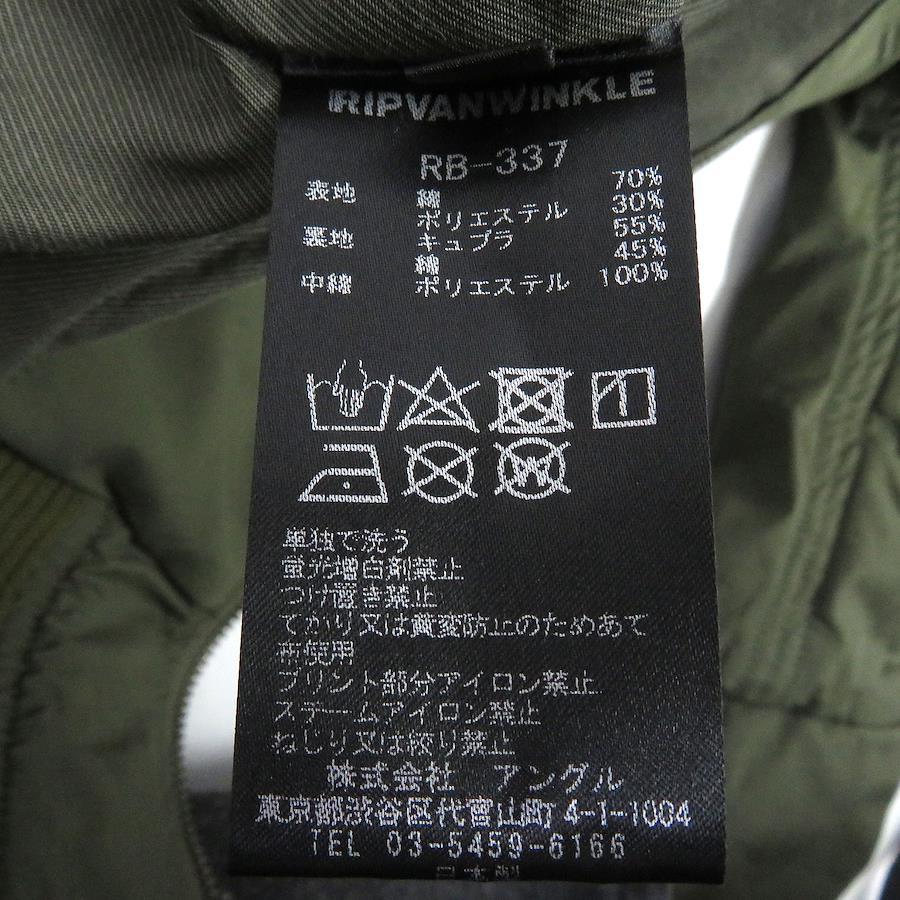 RIPVANWINKLE
RB-337
表地 綿 70%
ポリエステル 30%
裏地 キュプラ 55%
綿 45%
中綿 ポリエステル 100%
W
単独で洗う
蛍光増白剤禁止
つけ置き禁止
てかり又は黄変防止のためあて
布使用
プリント部分アイロン禁止
スチームアイロン禁止
ねじり又は絞り禁止
株式会社 アングル
東京都渋谷区代官山町 4-1-1004
TEL 03-5459-6166
日本製